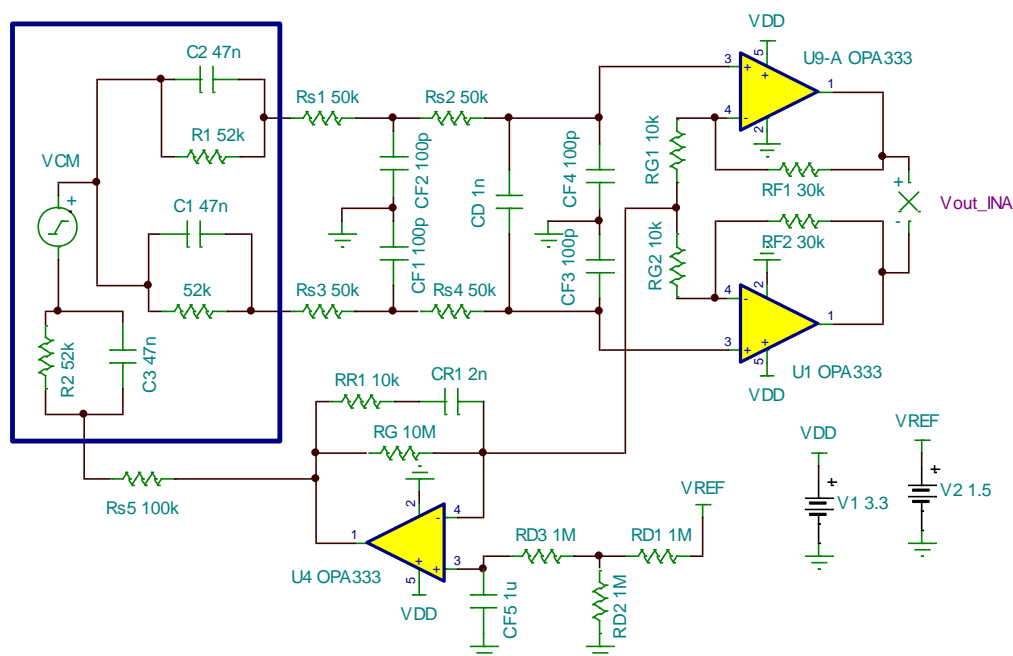 C2 47n
R1 52k
VCM
+
C1 47n
52k
R2 52k
C3 47n
Rs1 50k
Rs2 50k
CF2 100p
CF1 100p
CD 1n
CF4 100p
CF3 100p
Rs3 50k
Rs4 50k
VDD
U9-A OPA333
3
+
5
+
1
4
-
2
RG1 10k
RF1 30k
RG2 10k
RF2 30k
+
Vout_INA
-
2
4
-
1
3
+
5
+
U1 OPA333
VDD
RR1 10k
CR1 2n
RG 10M
Rs5 100k
2
4
-
1
3
+
5
+
U4 OPA333
VDD
RD3 1M
RD1 1M
VREF
CF5 1u
RD2 1M
VDD
+
V1 3.3
VREF
+
V2 1.5